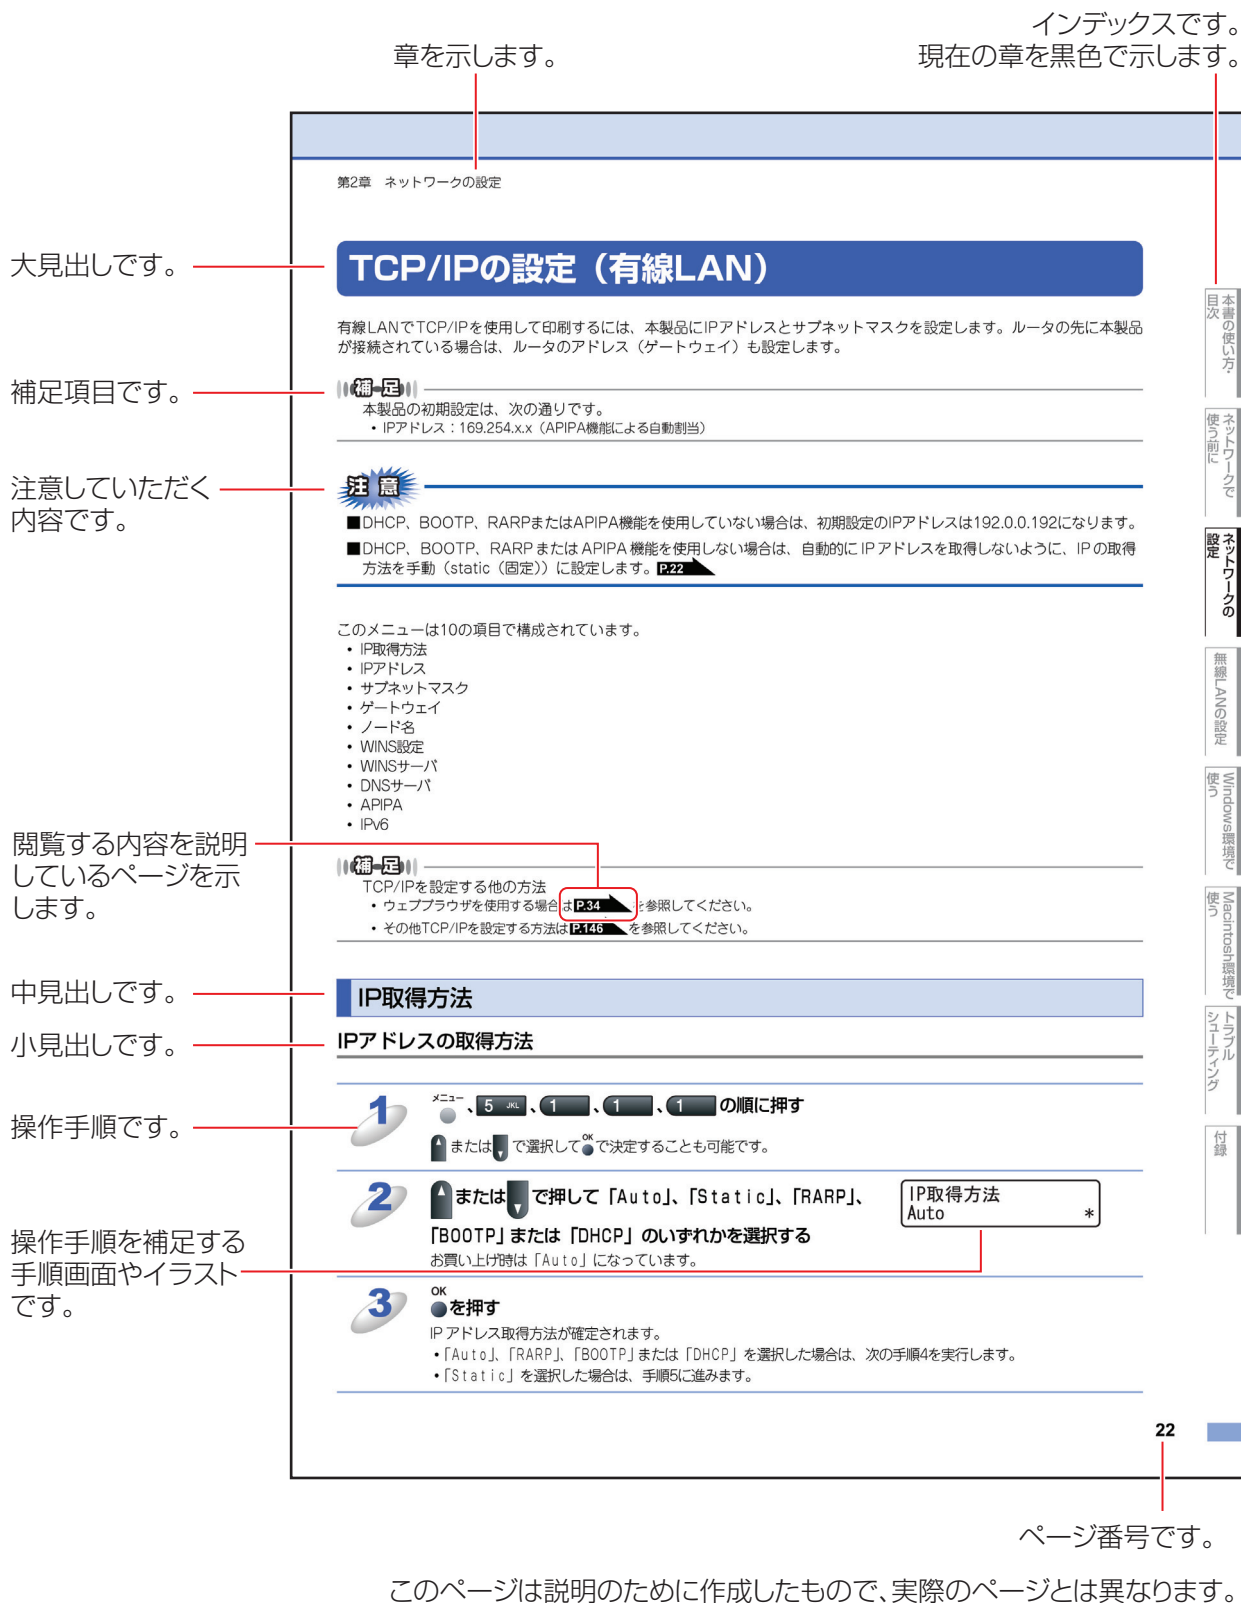 インデックスです。
現在の章を黒色で示します。
章を示します。
第2章　ネットワークの設定
大見出しです。
TCP/IPの設定（有線LAN）
有線LANでTCP/IPを使用して印刷するには、本製品にIPアドレスとサブネットマスクを設定します。ルータの先に本製品
が接続されている場合は、ルータのアドレス（ゲートウェイ）も設定します。
補足項目です。
補足
本製品の初期設定は、次の通りです。
• IPアドレス：169.254.x.x（APIPA機能による自動割当）
注意していただく
内容です。
注意
■DHCP、BOOTP、RARPまたはAPIPA機能を使用していない場合は、初期設定のIPアドレスは192.0.0.192になります。
■DHCP、BOOTP、RARP または APIPA 機能を使用しない場合は、自動的に IP アドレスを取得しないように、IP の取得
方法を手動（static（固定））に設定します。P.22
このメニューは10の項目で構成されています。
• IP取得方法
• IPアドレス
• サブネットマスク
• ゲートウェイ
• ノード名
• WINS設定
• WINSサーバ
• DNSサーバ
• APIPA
• IPv6
閲覧する内容を説明
しているページを示
します。
補足
TCP/IPを設定する他の方法
• ウェブブラウザを使用する場合は P.34 を参照してください。
• その他TCP/IPを設定する方法は P.146 を参照してください。
中見出しです。
IP取得方法
小見出しです。
IPアドレスの取得方法
操作手順です。
1
メニュー、5 JKL、1、1、1 の順に押す
または で選択して OK で決定することも可能です。
2
または で押して「Auto」、「Static」、「RARP」、
「BOOTP」または「DHCP」のいずれかを選択する
お買い上げ時は「Auto」になっています。
IP取得方法
Auto *
操作手順を補足する
手順画面やイラスト
です。
3
OK
を押す
IP アドレス取得方法が確定されます。
•「Auto」、「RARP」、「BOOTP」または「DHCP」を選択した場合は、次の手順4を実行します。
•「Static」を選択した場合は、手順5に進みます。
本書の使い方・
目次
ネットワークで
使う前に
ネットワークの
設定
無線LANの設定
Windows環境で
使う
Macintosh環境で
使う
トラブル
シューティング
付録
22
ページ番号です。
このページは説明のために作成したもので、実際のページとは異なります。